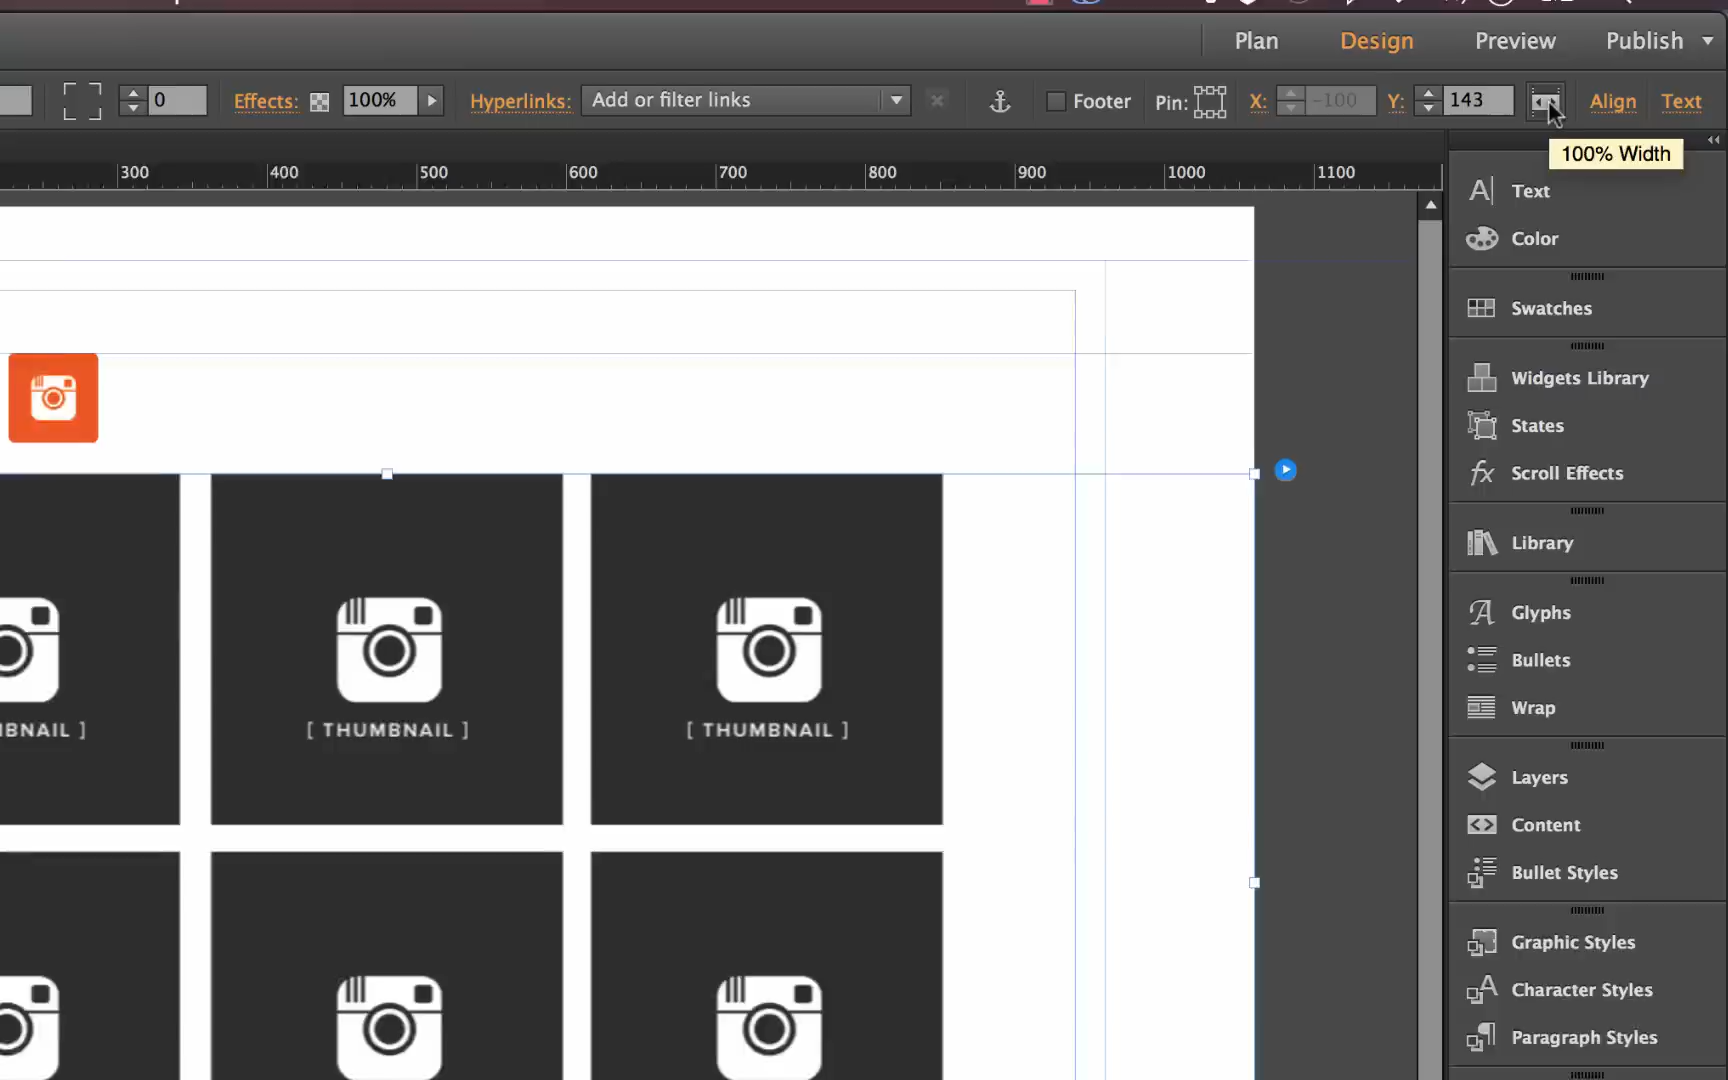 Plan Design Preview Publish
0 Effects: 100% Hyperlinks: Add or filter links Footer Pin: X: -100 Y: 143 Align Text
100% Width
300 400 500 600 700 800 900 1000 1100
Text
Color
Swatches
Widgets Library
States
fx Scroll Effects
Library
Glyphs
Bullets
Wrap
Layers
Content
Bullet Styles
Graphic Styles
Character Styles
Paragraph Styles
BNAIL ] [ THUMBNAIL ] [ THUMBNAIL ]